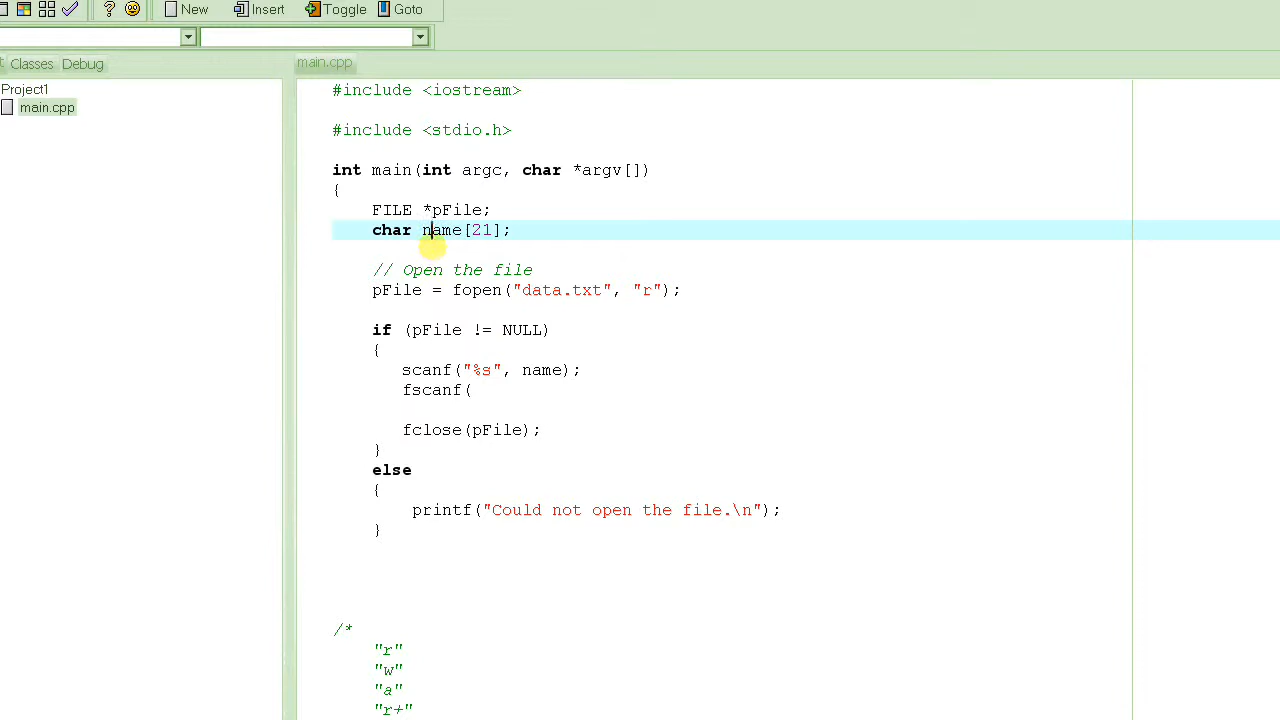 New Insert Toggle Goto
t Classes Debug
main.cpp
Project1
main.cpp
#include <iostream>
#include <stdio.h>
int main(int argc, char *argv[])
{
FILE *pFile;
char name[21];
// Open the file
pFile = fopen("data.txt", "r");
if (pFile != NULL)
{
scanf("%s", name);
fscanf(
fclose(pFile);
}
else
{
printf("Could not open the file.\n");
}
/*
"r"
"w"
"a"
"r+"